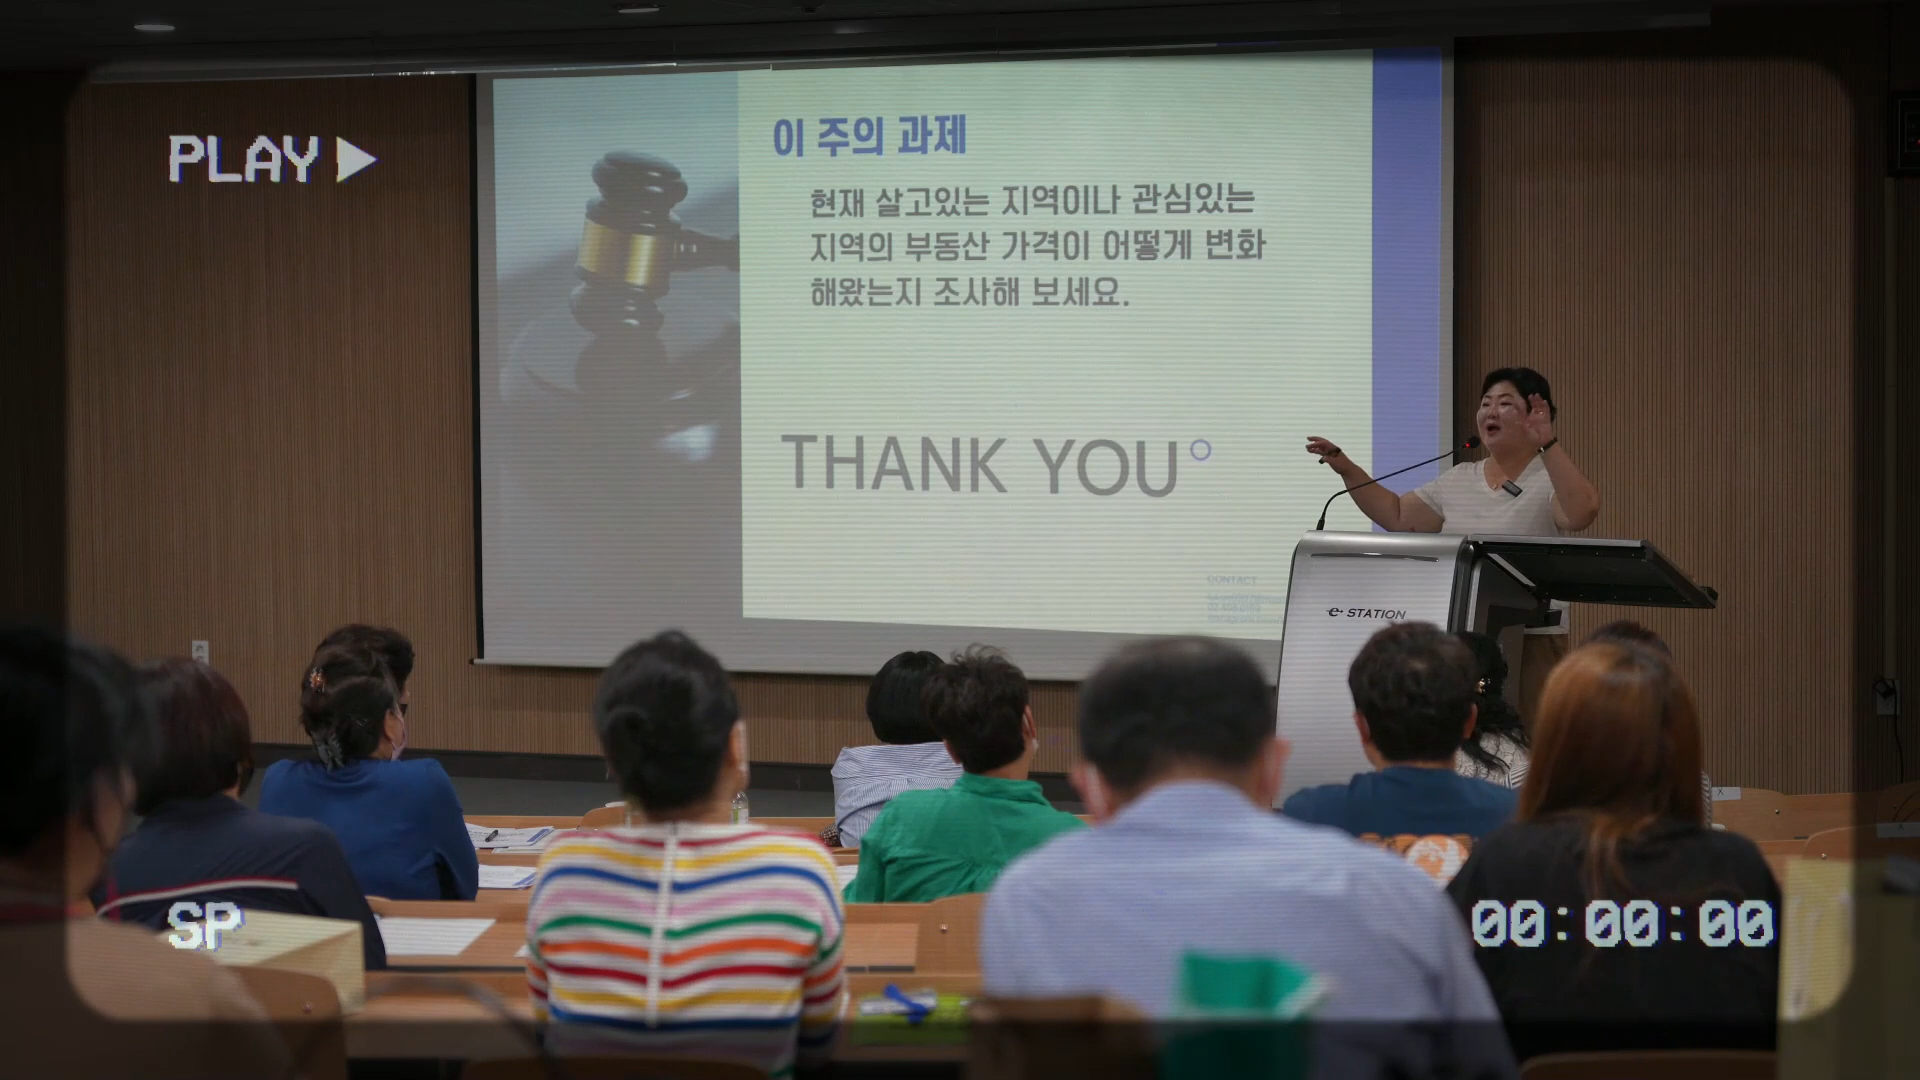 PLAY
이 주의 과제
현재 살고있는 지역이나 관심있는
지역의 부동산 가격이 어떻게 변화
해왔는지 조사해 보세요.
THANK YOU
CONTACT
e STATION
SP
00:00:00